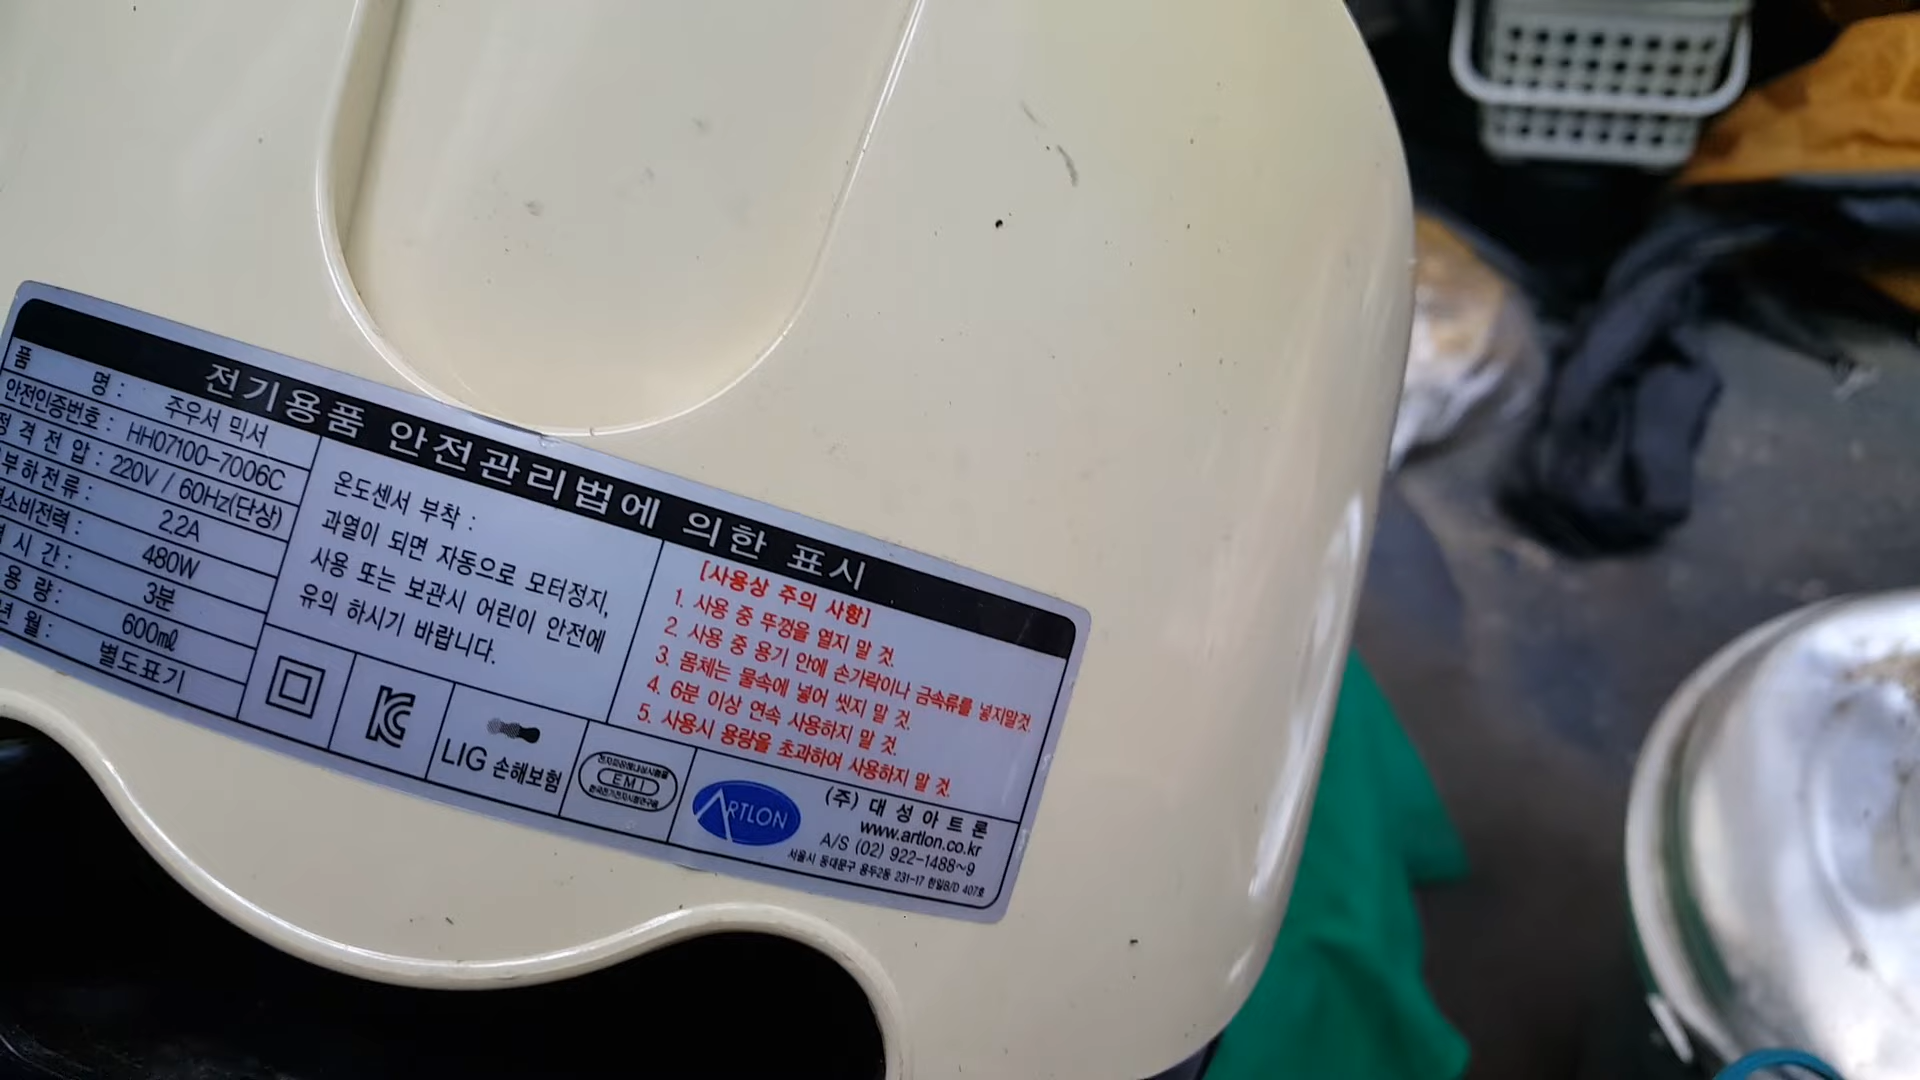 전기용품 안전관리법에 의한 표시
품 명 : 주우서 믹서
안전인증번호 : HH07100-7006C
정격전압 : 220V / 60Hz(단상)
부하전류 : 2.2A
소비전력 : 480W
시간 : 3분
용량 : 600㎖
년 월 : 별도표기
온도센서 부착 :
과열이 되면 자동으로 모터정지,
사용 또는 보관시 어린이 안전에
유의 하시기 바랍니다.
[사용상 주의 사항]
1. 사용 중 뚜껑을 열지 말 것.
2. 사용 중 용기 안에 손가락이나 금속류를 넣지말것.
3. 몸체는 물속에 넣어 씻지 말 것.
4. 6분 이상 연속 사용하지 말 것.
5. 사용시 용량을 초과하여 사용하지 말 것.
LIG 손해보험
EMI
ARTLON
(주) 대성아트론
www.artlon.co.kr
A/S (02) 922-1488~9
서울시 동대문구 용두2동 231-17 한일B/D 407호